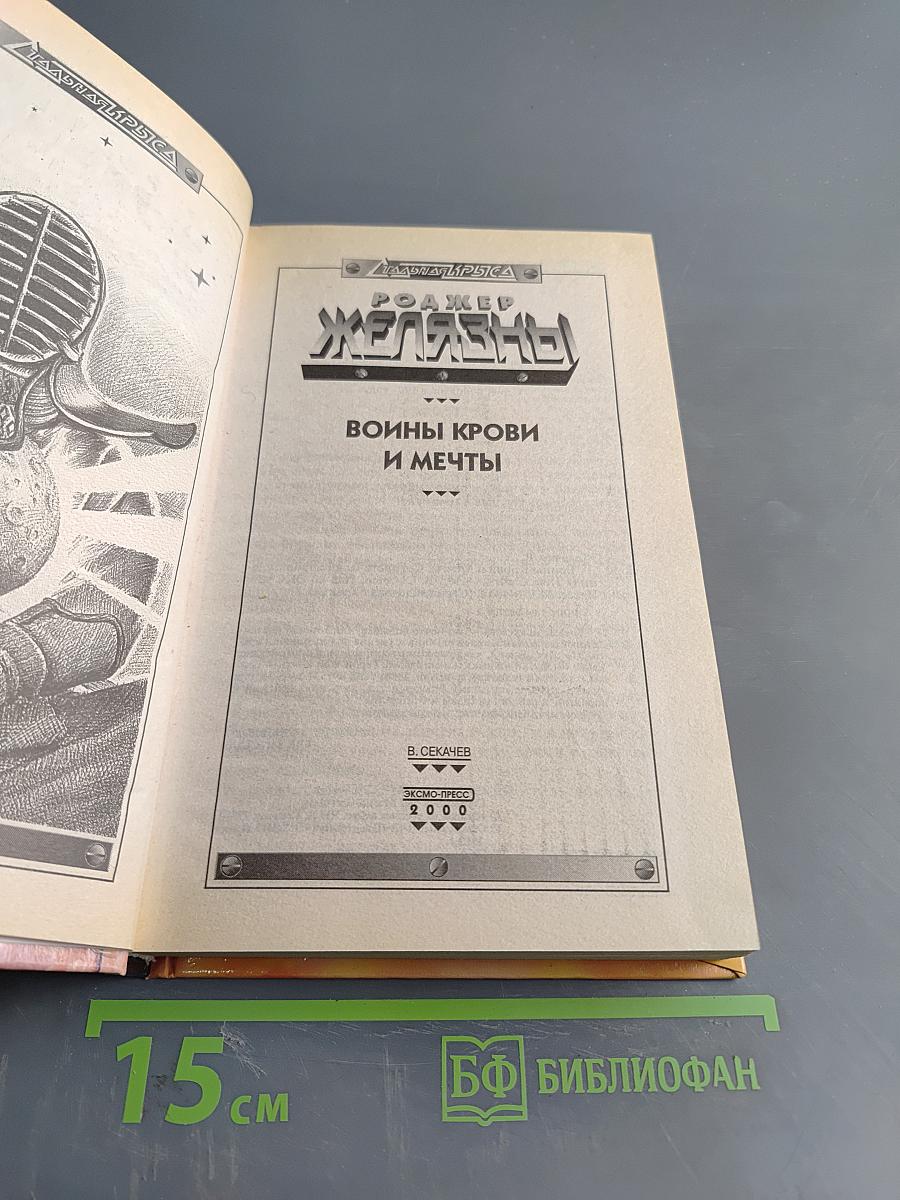 Стальная Крыса
Стальная Крыса
РОДЖЕР
ЖЕЛЯЗНЫ
ВОИНЫ КРОВИ
И МЕЧТЫ
В. СЕКАЧЕВ
ЭКСМО-ПРЕСС
2000
15 см
БФ БИБЛИОФАН